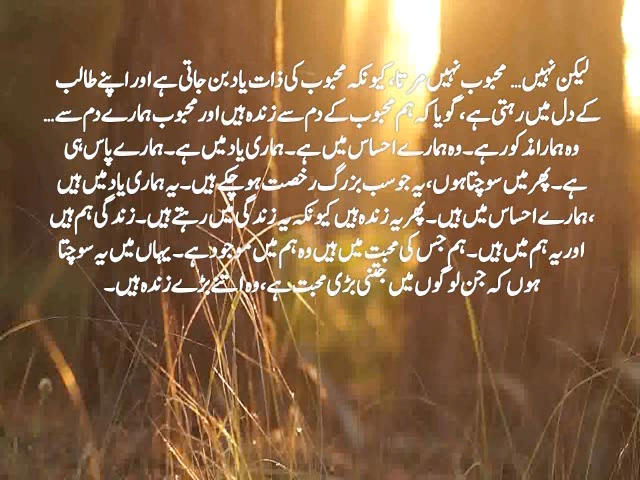 لیکن نہیں... محبوب نہیں مرتا، کیونکہ محبوب کی ذات یاد بن جاتی ہے اور اپنے طالب
کے دل میں رہتی ہے، گویا کہ ہم محبوب کے دم سے زندہ ہیں اور محبوب ہمارے دم سے...
وہ ہمارا مذکور ہے۔ وہ ہمارے احساس میں ہے۔ ہماری یاد میں ہے۔ ہمارے پاس ہی
ہے۔ پھر میں سوچتا ہوں، یہ جو سب بزرگ رخصت ہو چکے ہیں۔ یہ ہماری یاد میں ہیں
،ہمارے احساس میں ہیں۔ پھر یہ زندہ ہیں کیونکہ یہ زندگی میں رہتے ہیں۔ زندگی ہم ہیں
اور یہ ہم میں ہیں۔ ہم جس کی محبت میں ہیں وہ ہم میں موجود ہے۔ یہاں میں یہ سوچتا
ہوں کہ جن لوگوں میں جتنی بڑی محبت ہے، وہ اتنے بڑے زندہ ہیں۔